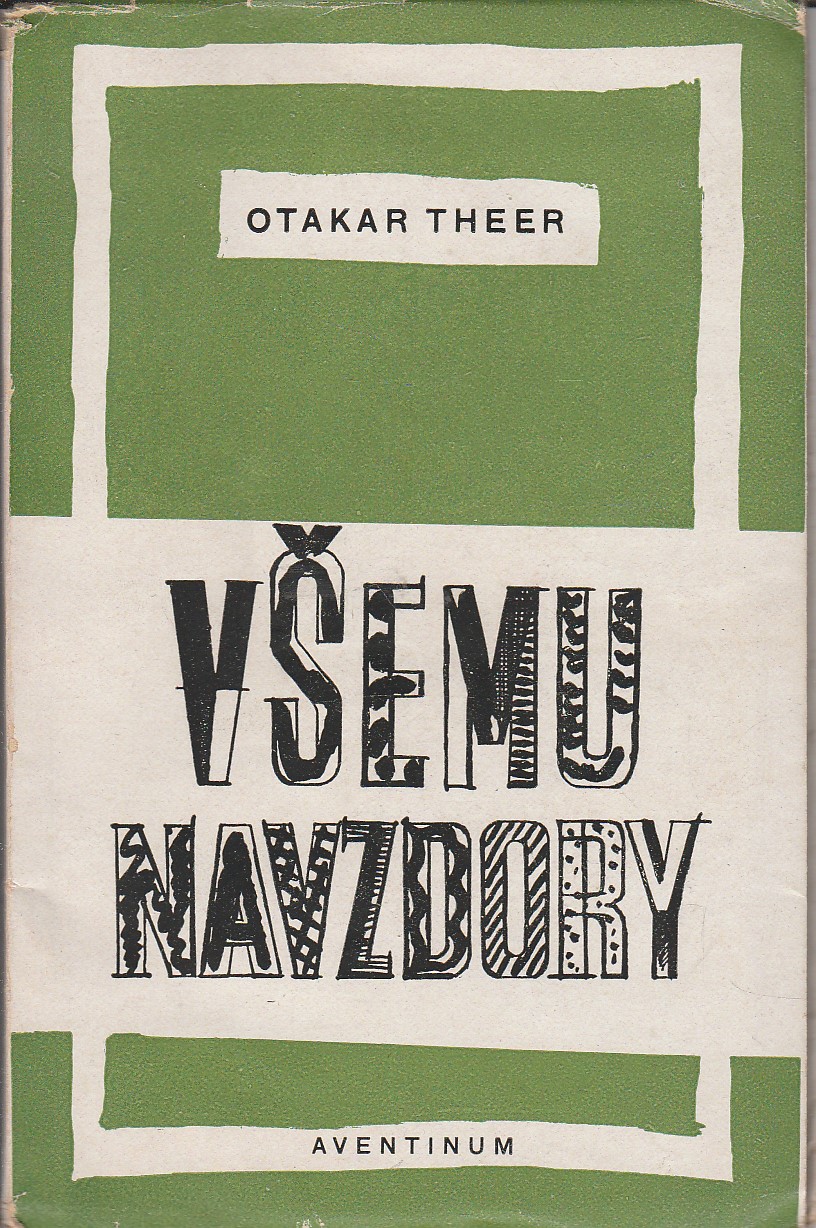 OTAKAR THEER
VŠEMU
NAVZDORY
AVENTINUM